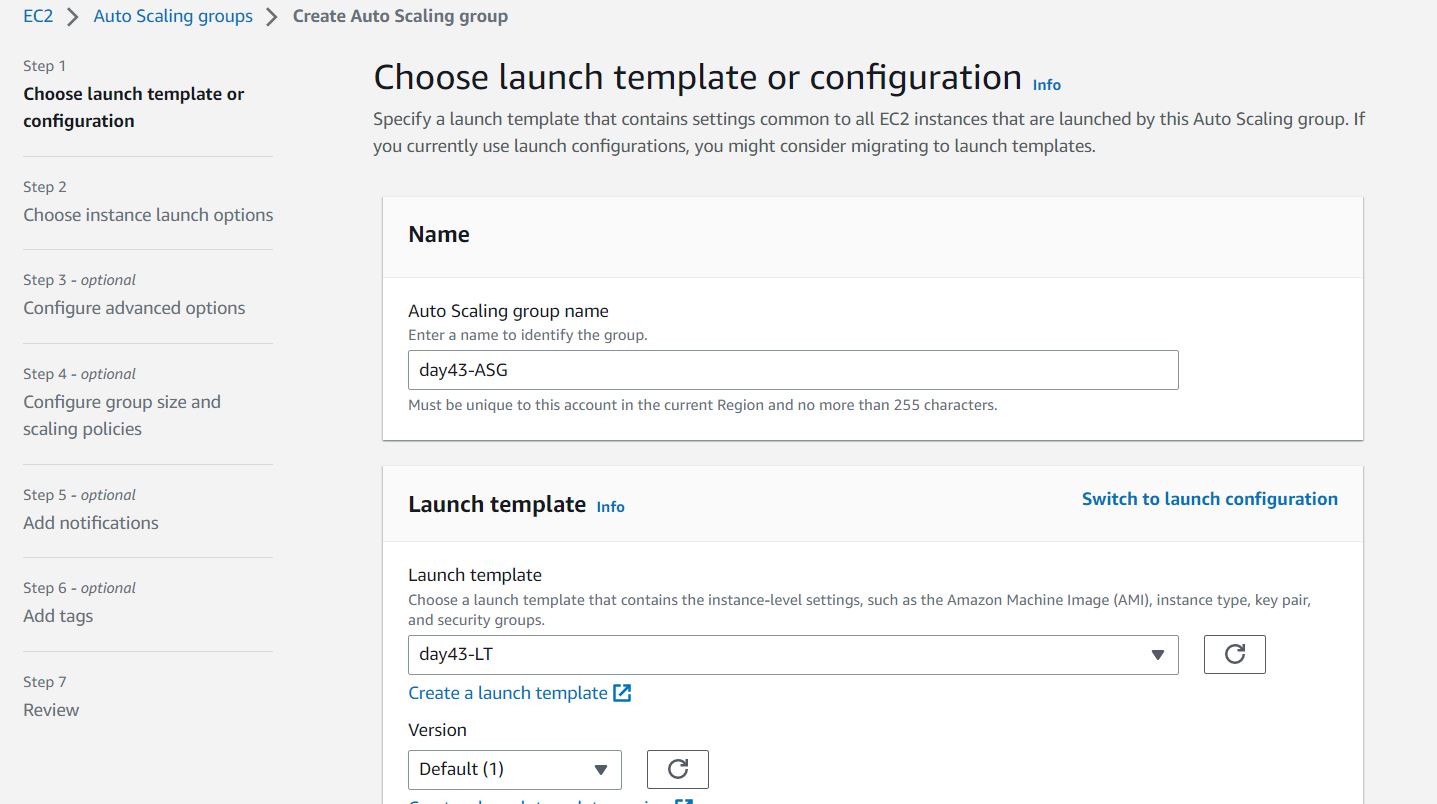 EC2 > Auto Scaling groups > Create Auto Scaling group
Step 1
Choose launch template or
configuration
Step 2
Choose instance launch options
Step 3 - optional
Configure advanced options
Step 4 - optional
Configure group size and
scaling policies
Step 5 - optional
Add notifications
Step 6 - optional
Add tags
Step 7
Review
Choose launch template or configuration Info
Specify a launch template that contains settings common to all EC2 instances that are launched by this Auto Scaling group. If
you currently use launch configurations, you might consider migrating to launch templates.
Name
Auto Scaling group name
Enter a name to identify the group.
day43-ASG
Must be unique to this account in the current Region and no more than 255 characters.
Launch template Info
Switch to launch configuration
Launch template
Choose a launch template that contains the instance-level settings, such as the Amazon Machine Image (AMI), instance type, key pair,
and security groups.
day43-LT
Create a launch template
Version
Default (1)